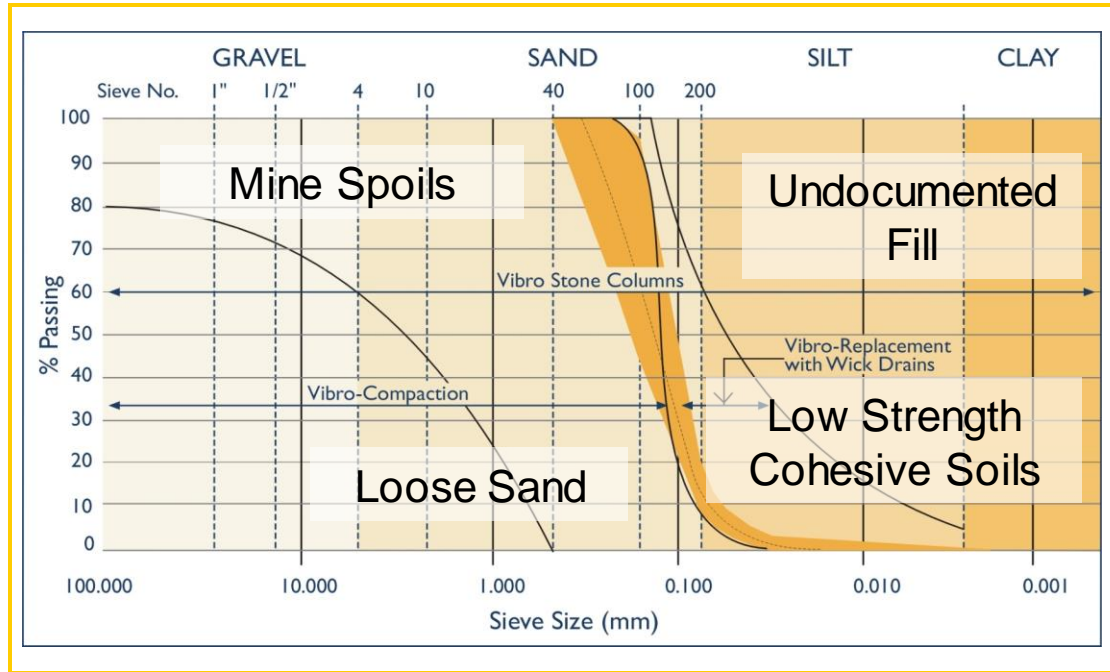 GRAVEL SAND SILT CLAY
Sieve No. 1" 1/2" 4 10 40 100 200
100
90
Mine Spoils
Undocumented
Fill
80
70
Vibro Stone Columns
60
50
Vibro-Replacement
with Wick Drains
40
Vibro-Compaction
30
Low Strength
Cohesive Soils
20
Loose Sand
10
0
% Passing
100.000 10.000 1.000 0.100 0.010 0.001
Sieve Size (mm)